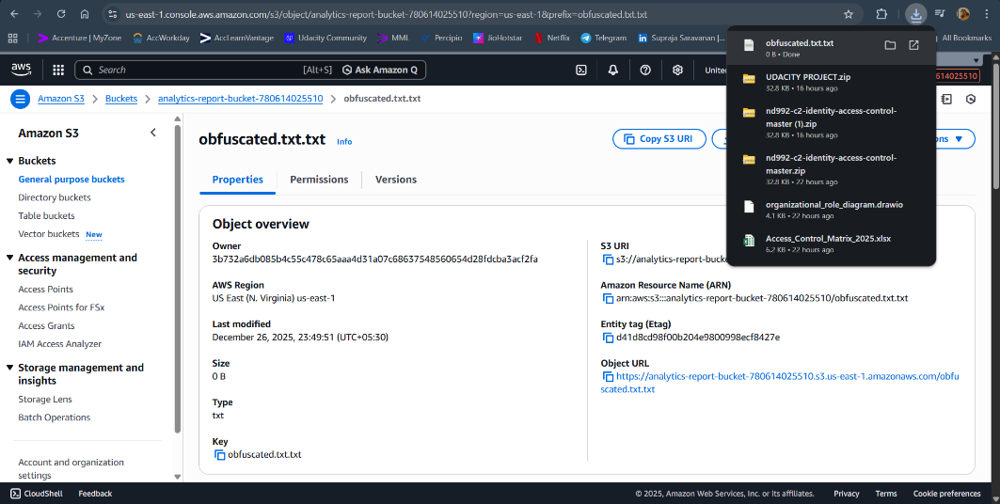 us-east-1.console.aws.amazon.com/s3/object/analytics-report-bucket-780614025510?region=us-east-1&prefix=obfuscated.txt.txt
Accenture | MyZone
AccWorkday
AccLearnVantage
Udacity Community
MML
Percipio
JioHotstar
Netflix
Telegram
Supraja Saravanan |...
All Bookmarks
obfuscated.txt.txt
0 B • Done
UDACITY PROJECT.zip
32.8 KB • 16 hours ago
nd992-c2-identity-access-control-
master (1).zip
32.8 KB • 16 hours ago
nd992-c2-identity-access-control-
master.zip
32.8 KB • 22 hours ago
organizational_role_diagram.drawio
4.1 KB • 22 hours ago
Access_Control_Matrix_2025.xlsx
6.2 KB • 22 hours ago
aws
Search
[Alt+S]
Ask Amazon Q
Unite
614025510
Amazon S3
Buckets
analytics-report-bucket-780614025510
obfuscated.txt.txt
Amazon S3
Buckets
General purpose buckets
Directory buckets
Table buckets
Vector buckets New
Access management and
security
Access Points
Access Points for FSx
Access Grants
IAM Access Analyzer
Storage management and
insights
Storage Lens
Batch Operations
Account and organization
settings
obfuscated.txt.txt Info
Copy S3 URI
ons
Properties
Permissions
Versions
Object overview
Owner
3b732a6db085b4c55c478c65aaa4d31a07c68637548560654d28fdcba3acf2fa
AWS Region
US East (N. Virginia) us-east-1
Last modified
December 26, 2025, 23:49:51 (UTC+05:30)
Size
0 B
Type
txt
Key
obfuscated.txt.txt
S3 URI
s3://analytics-report-bucke
Amazon Resource Name (ARN)
arn:aws:s3:::analytics-report-bucket-780614025510/obfuscated.txt.txt
Entity tag (Etag)
d41d8cd98f00b204e9800998ecf8427e
Object URL
https://analytics-report-bucket-780614025510.s3.us-east-1.amazonaws.com/obfu
scated.txt.txt
CloudShell
Feedback
© 2025, Amazon Web Services, Inc. or its affiliates.
Privacy
Terms
Cookie preferences